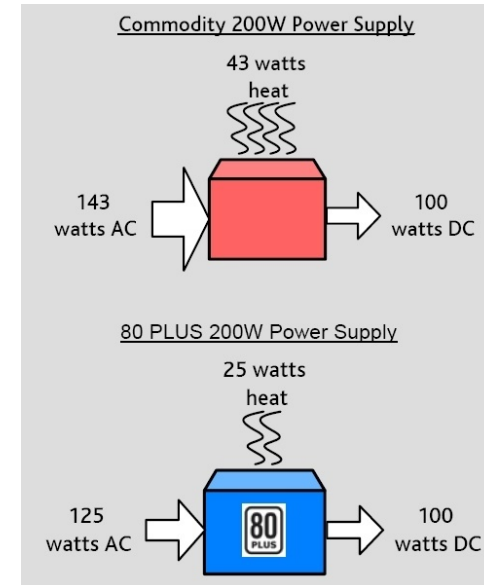 Commodity 200W Power Supply
43 watts
heat
143
watts AC
100
watts DC
80 PLUS 200W Power Supply
25 watts
heat
125
watts AC
80
PLUS
100
watts DC